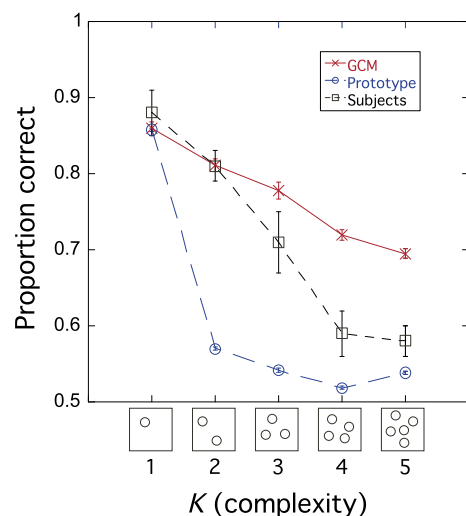 1
0.9
0.8
0.7
0.6
0.5
Proportion correct
GCM
Prototype
Subjects
1 2 3 4 5
K (complexity)